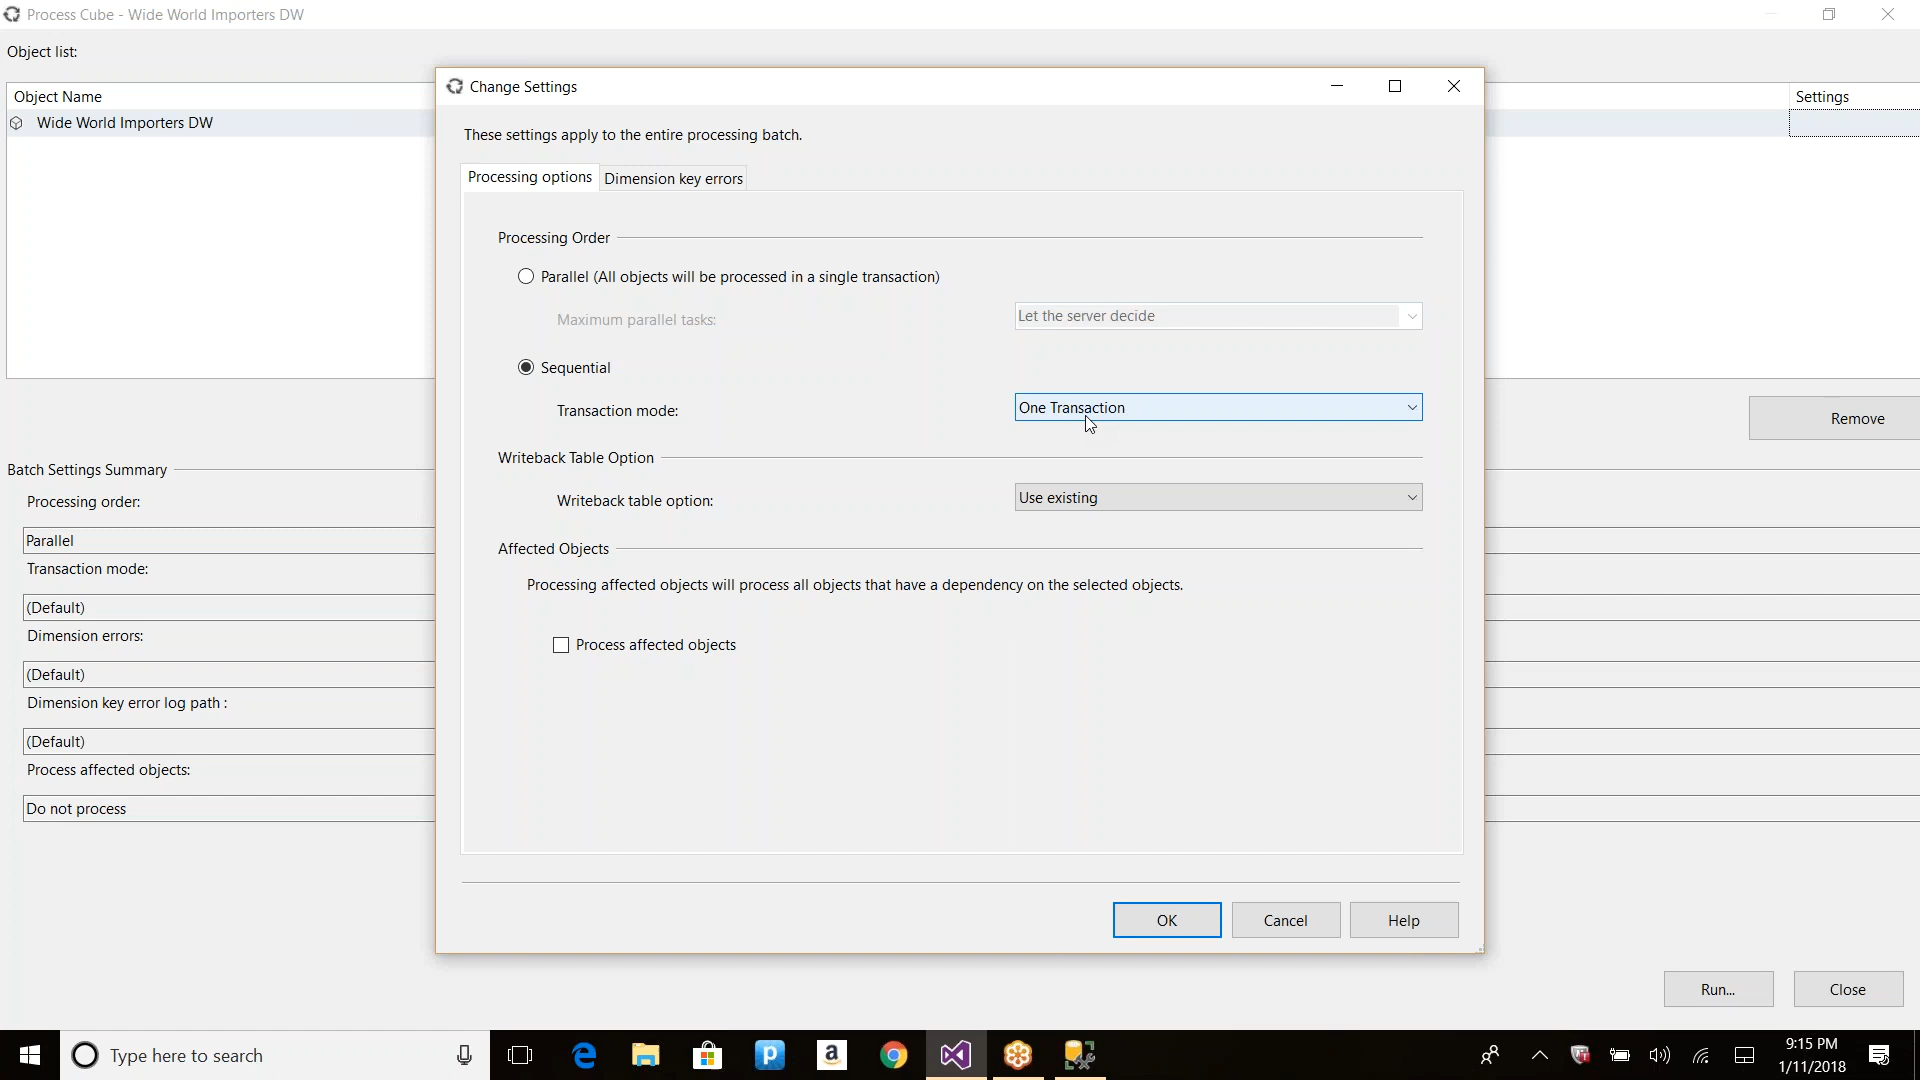 Process Cube - Wide World Importers DW
Object list:
Object Name
Settings
Wide World Importers DW
Remove
Batch Settings Summary
Processing order:
Parallel
Transaction mode:
(Default)
Dimension errors:
(Default)
Dimension key error log path :
(Default)
Process affected objects:
Do not process
Change Settings
These settings apply to the entire processing batch.
Processing options
Dimension key errors
Processing Order
Parallel (All objects will be processed in a single transaction)
Maximum parallel tasks:
Let the server decide
Sequential
Transaction mode:
One Transaction
Writeback Table Option
Writeback table option:
Use existing
Affected Objects
Processing affected objects will process all objects that have a dependency on the selected objects.
Process affected objects
OK
Cancel
Help
Run...
Close
Type here to search
9:15 PM
1/11/2018